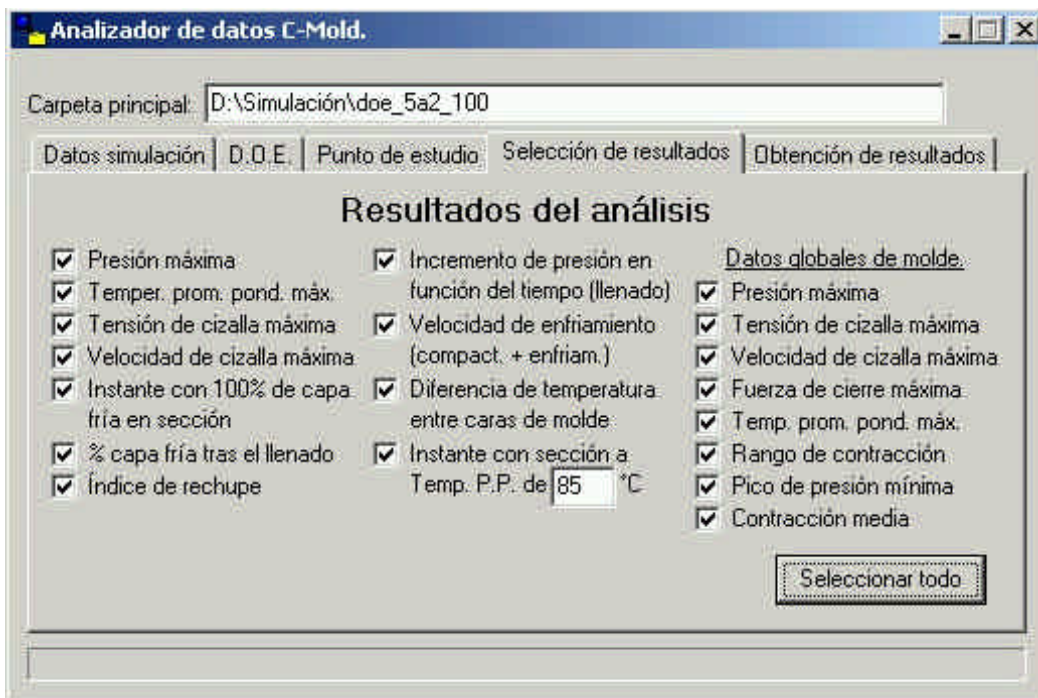 Analizador de datos C-Mold.
Carpeta principal: D:\Simulación\doe_5a2_100
Datos simulación D.O.E. Punto de estudio Selección de resultados Obtención de resultados
Resultados del análisis
Presión máxima
Temper. prom. pond. máx.
Tensión de cizalla máxima
Velocidad de cizalla máxima
Instante con 100% de capa
fría en sección
% capa fría tras el llenado
Índice de rechupe
Incremento de presión en
función del tiempo (llenado)
Velocidad de enfriamiento
(compact. + enfriam.)
Diferencia de temperatura
entre caras de molde
Instante con sección a
Temp. P.P. de 85 °C
Datos globales de molde.
Presión máxima
Tensión de cizalla máxima
Velocidad de cizalla máxima
Fuerza de cierre máxima
Temp. prom. pond. máx.
Rango de contracción
Pico de presión mínima
Contracción media
Seleccionar todo